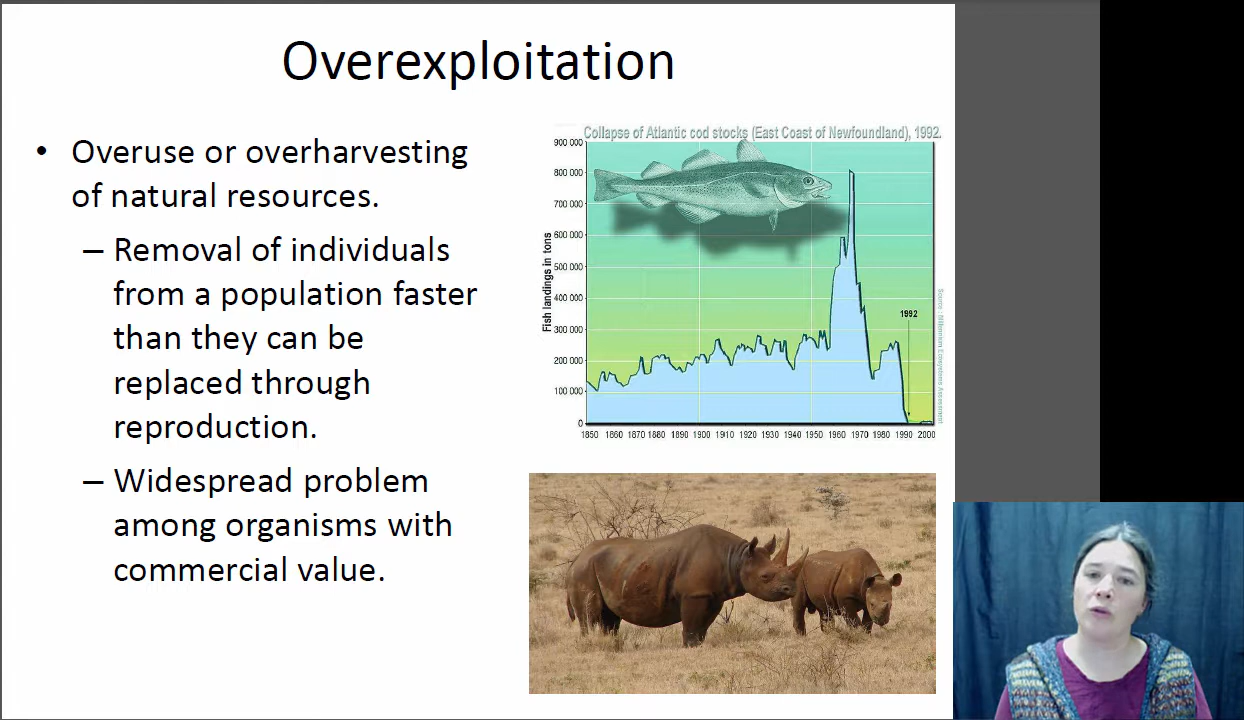 Overexploitation
• Overuse or overharvesting
of natural resources.
– Removal of individuals
from a population faster
than they can be
replaced through
reproduction.
– Widespread problem
among organisms with
commercial value.
Collapse of Atlantic cod stocks (East Coast of Newfoundland), 1992.
Fish landings in tons
900 000
800 000
700 000
600 000
500 000
400 000
300 000
200 000
100 000
0
1992
1850 1860 1870 1880 1890 1900 1910 1920 1930 1940 1950 1960 1970 1980 1990 2000
Source : Millennium Ecosystems Assessment